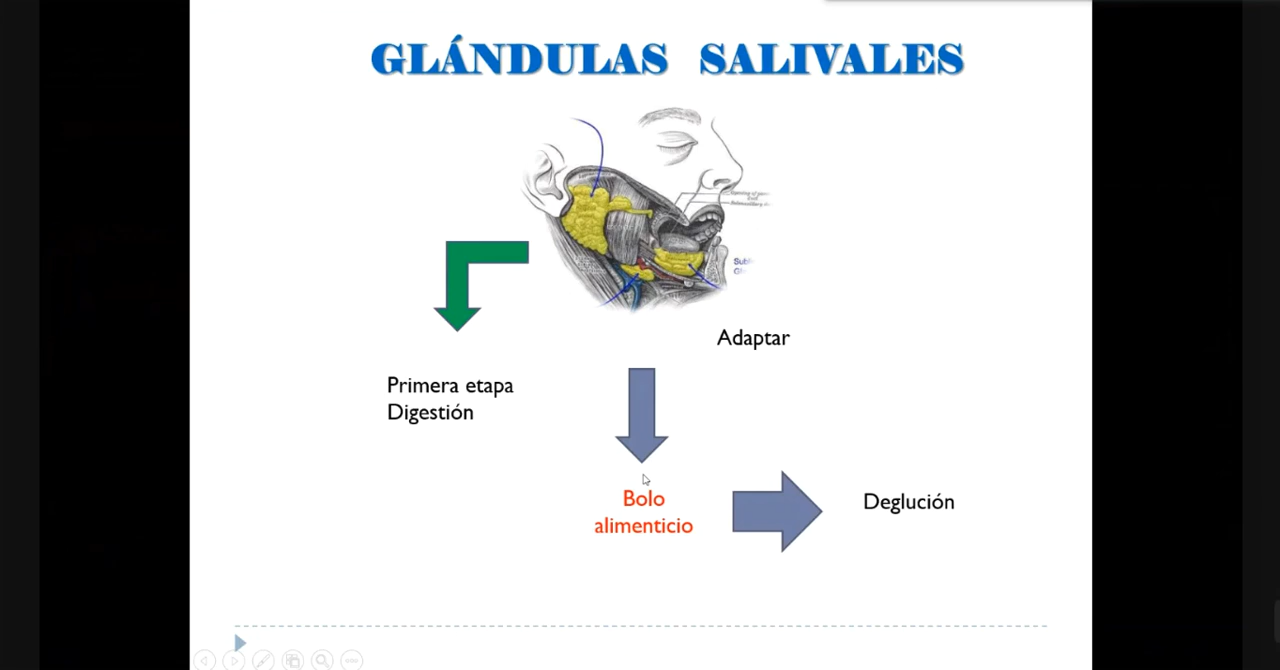 GLÁNDULAS SALIVALES
Adaptar
Primera etapa
Digestión
Bolo
alimenticio
Deglución